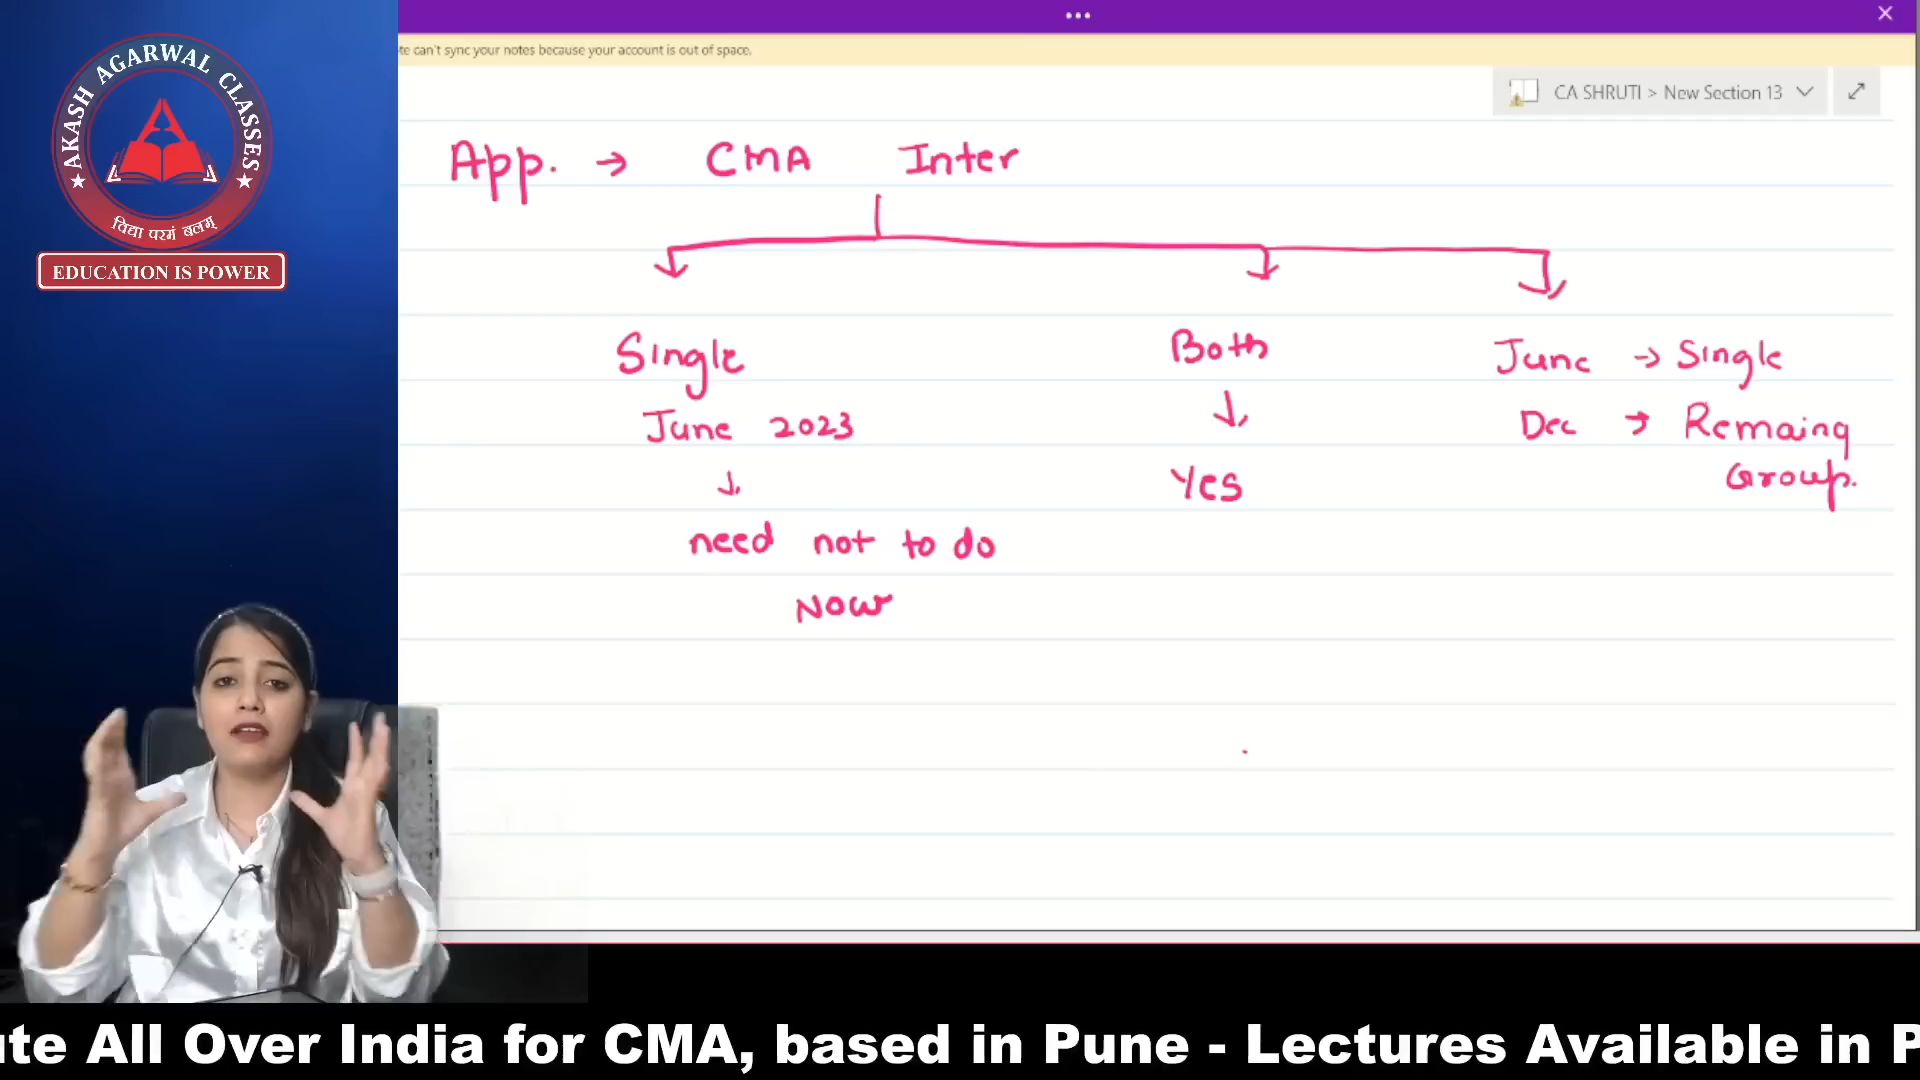 AKASH AGARWAL CLASSES
विद्या परमं बलम्
EDUCATION IS POWER
te can't sync your notes because your account is out of space.
CA SHRUTI > New Section 13
App. → CMA Inter
Single
June 2023
↓
need not to do
Now
Both
↓
Yes
June → Single
Dec → Remaing
Group.
ute All Over India for CMA, based in Pune - Lectures Available in P